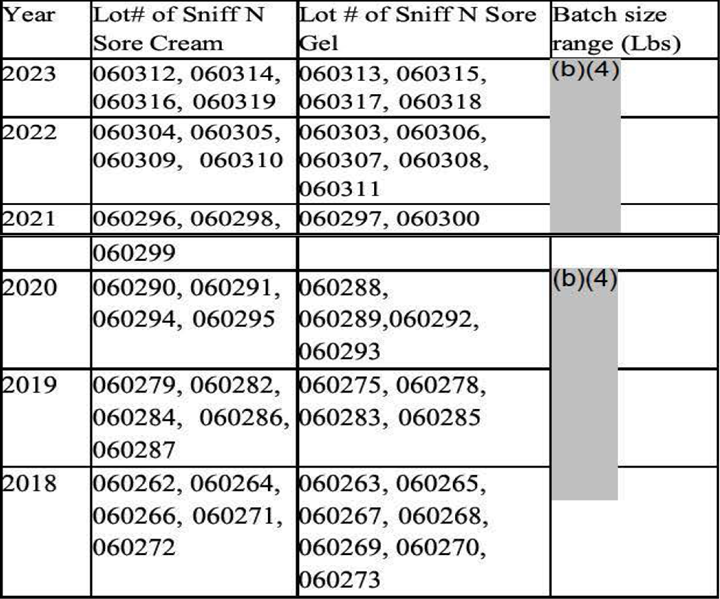 Year Lot# of Sniff N Lot # of Sniff N Sore Batch size
Sore Cream Gel range (Lbs)
2023 060312, 060314, 060313, 060315, (b)(4)
060316, 060319 060317, 060318
2022 060304, 060305, 060303, 060306,
060309, 060310 060307, 060308,
060311
2021 060296, 060298, 060297, 060300
060299
2020 060290, 060291, 060288, (b)(4)
060294, 060295 060289,060292,
060293
2019 060279, 060282, 060275, 060278,
060284, 060286, 060283, 060285
060287
2018 060262, 060264, 060263, 060265,
060266, 060271, 060267, 060268,
060272 060269, 060270,
060273